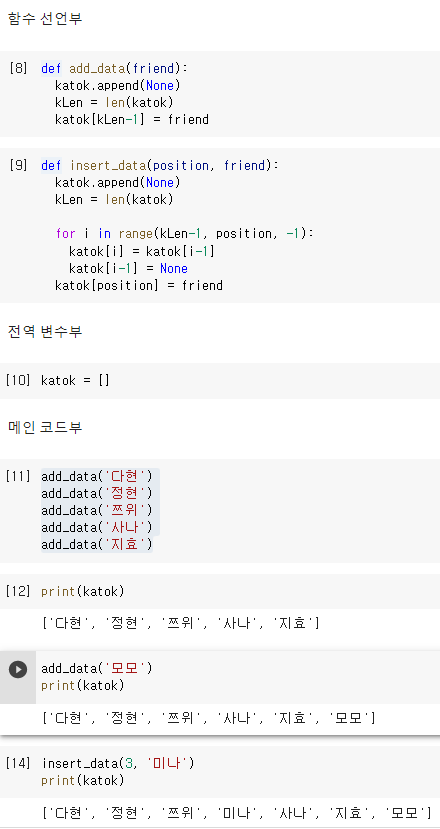 함수 선언부
[8] def add_data(friend):
katok.append(None)
kLen = len(katok)
katok[kLen-1] = friend
[9] def insert_data(position, friend):
katok.append(None)
kLen = len(katok)
for i in range(kLen-1, position, -1):
katok[i] = katok[i-1]
katok[i-1] = None
katok[position] = friend
전역 변수부
[10] katok = []
메인 코드부
[11] add_data('다현')
add_data('정현')
add_data('쯔위')
add_data('사나')
add_data('지효')
[12] print(katok)
['다현', '정현', '쯔위', '사나', '지효']
add_data('모모')
print(katok)
['다현', '정현', '쯔위', '사나', '지효', '모모']
[14] insert_data(3, '미나')
print(katok)
['다현', '정현', '쯔위', '미나', '사나', '지효', '모모']